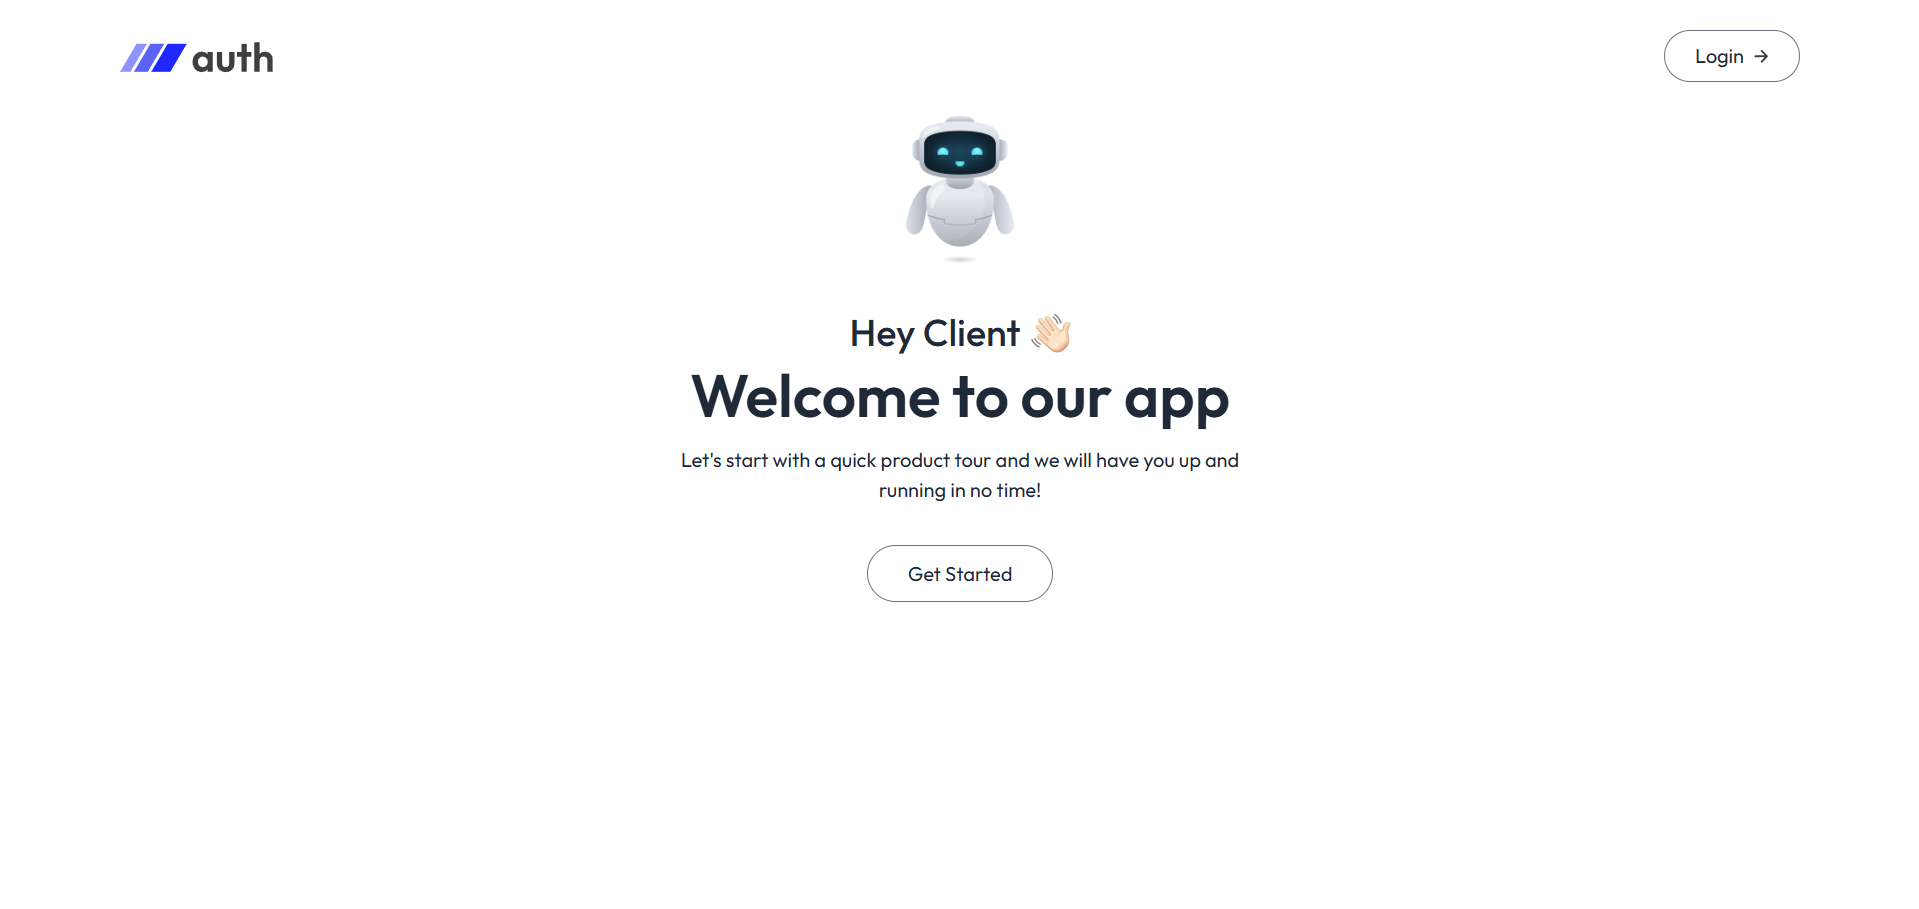 auth
Login →
Hey Client 👋🏻
Welcome to our app
Let's start with a quick product tour and we will have you up and
running in no time!
Get Started